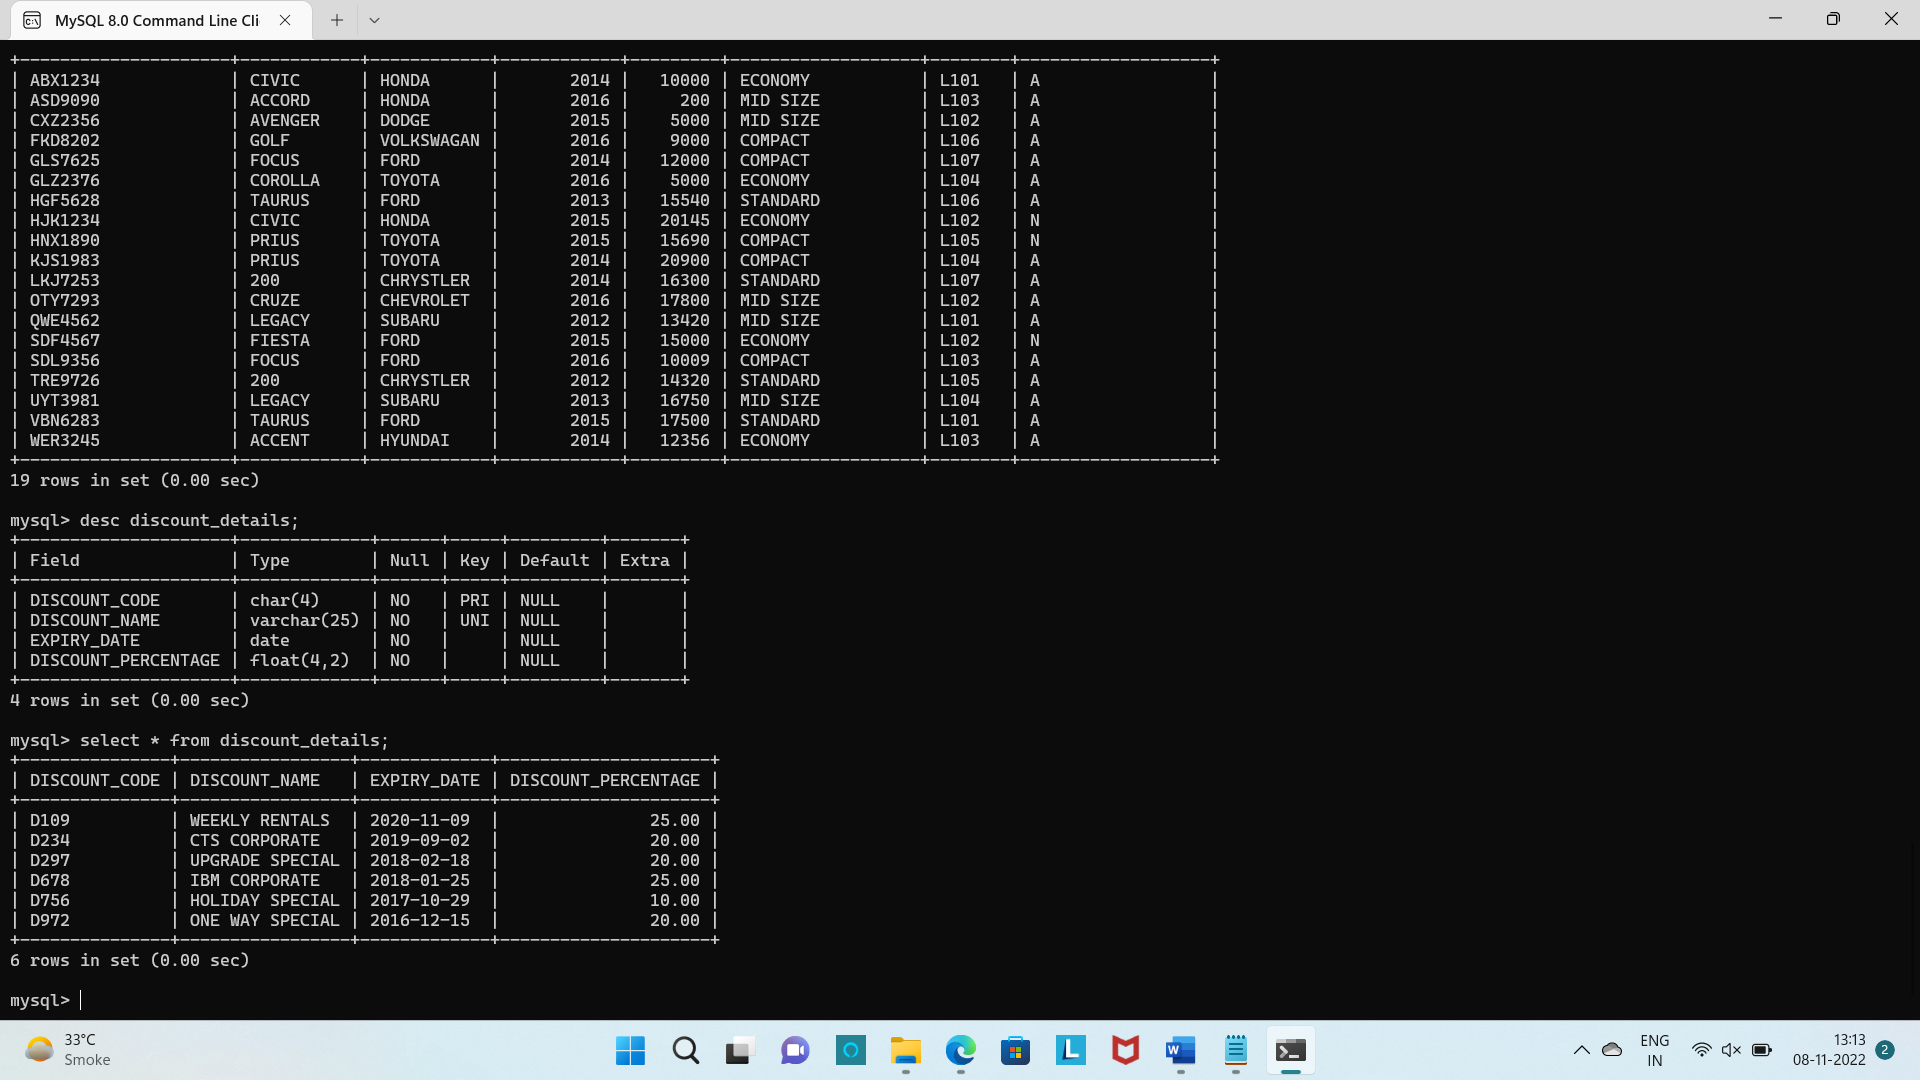 MySQL 8.0 Command Line Cli
+---------------------+------------+------------+------------+---------+-------------------+--------+-------------------+
| ABX1234             | CIVIC      | HONDA      |       2014 |   10000 | ECONOMY           | L101   | A                 |
| ASD9090             | ACCORD     | HONDA      |       2016 |     200 | MID SIZE          | L103   | A                 |
| CXZ2356             | AVENGER    | DODGE      |       2015 |    5000 | MID SIZE          | L102   | A                 |
| FKD8202             | GOLF       | VOLKSWAGAN |       2016 |    9000 | COMPACT           | L106   | A                 |
| GLS7625             | FOCUS      | FORD       |       2014 |   12000 | COMPACT           | L107   | A                 |
| GLZ2376             | COROLLA    | TOYOTA     |       2016 |    5000 | ECONOMY           | L104   | A                 |
| HGF5628             | TAURUS     | FORD       |       2013 |   15540 | STANDARD          | L106   | A                 |
| HJK1234             | CIVIC      | HONDA      |       2015 |   20145 | ECONOMY           | L102   | N                 |
| HNX1890             | PRIUS      | TOYOTA     |       2015 |   15690 | COMPACT           | L105   | N                 |
| KJS1983             | PRIUS      | TOYOTA     |       2014 |   20900 | COMPACT           | L104   | A                 |
| LKJ7253             | 200        | CHRYSTLER  |       2014 |   16300 | STANDARD          | L107   | A                 |
| OTY7293             | CRUZE      | CHEVROLET  |       2016 |   17800 | MID SIZE          | L102   | A                 |
| QWE4562             | LEGACY     | SUBARU     |       2012 |   13420 | MID SIZE          | L101   | A                 |
| SDF4567             | FIESTA     | FORD       |       2015 |   15000 | ECONOMY           | L102   | N                 |
| SDL9356             | FOCUS      | FORD       |       2016 |   10009 | COMPACT           | L103   | A                 |
| TRE9726             | 200        | CHRYSTLER  |       2012 |   14320 | STANDARD          | L105   | A                 |
| UYT3981             | LEGACY     | SUBARU     |       2013 |   16750 | MID SIZE          | L104   | A                 |
| VBN6283             | TAURUS     | FORD       |       2015 |   17500 | STANDARD          | L101   | A                 |
| WER3245             | ACCENT     | HYUNDAI    |       2014 |   12356 | ECONOMY           | L103   | A                 |
+---------------------+------------+------------+------------+---------+-------------------+--------+-------------------+
19 rows in set (0.00 sec)
mysql> desc discount_details;
+---------------------+-------------+------+-----+---------+-------+
| Field               | Type        | Null | Key | Default | Extra |
+---------------------+-------------+------+-----+---------+-------+
| DISCOUNT_CODE       | char(4)     | NO   | PRI | NULL    |       |
| DISCOUNT_NAME       | varchar(25) | NO   | UNI | NULL    |       |
| EXPIRY_DATE         | date        | NO   |     | NULL    |       |
| DISCOUNT_PERCENTAGE | float(4,2)  | NO   |     | NULL    |       |
+---------------------+-------------+------+-----+---------+-------+
4 rows in set (0.00 sec)
mysql> select * from discount_details;
+---------------+-----------------+-------------+---------------------+
| DISCOUNT_CODE | DISCOUNT_NAME   | EXPIRY_DATE | DISCOUNT_PERCENTAGE |
+---------------+-----------------+-------------+---------------------+
| D109          | WEEKLY RENTALS  | 2020-11-09  |               25.00 |
| D234          | CTS CORPORATE   | 2019-09-02  |               20.00 |
| D297          | UPGRADE SPECIAL | 2018-02-18  |               20.00 |
| D678          | IBM CORPORATE   | 2018-01-25  |               25.00 |
| D756          | HOLIDAY SPECIAL | 2017-10-29  |               10.00 |
| D972          | ONE WAY SPECIAL | 2016-12-15  |               20.00 |
+---------------+-----------------+-------------+---------------------+
6 rows in set (0.00 sec)
mysql>
33°C
Smoke
ENG
IN
13:13
08-11-2022
2